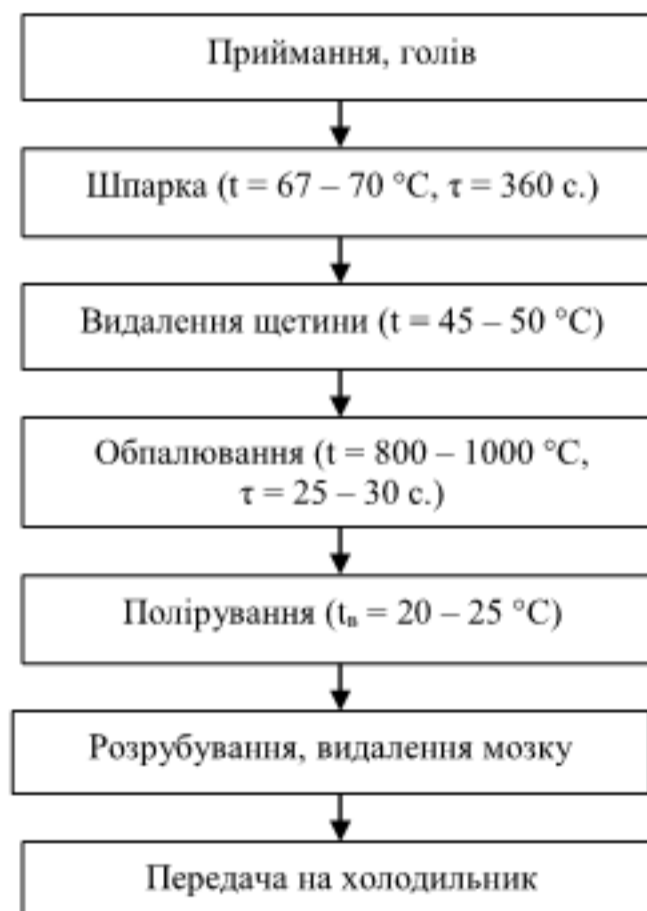 Приймання, голів
Шпарка (t = 67 – 70 °C, τ = 360 с.)
Видалення щетини (t = 45 – 50 °C)
Обпалювання (t = 800 – 1000 °C,
τ = 25 – 30 с.)
Полірування (tв = 20 – 25 °C)
Розрубування, видалення мозку
Передача на холодильник